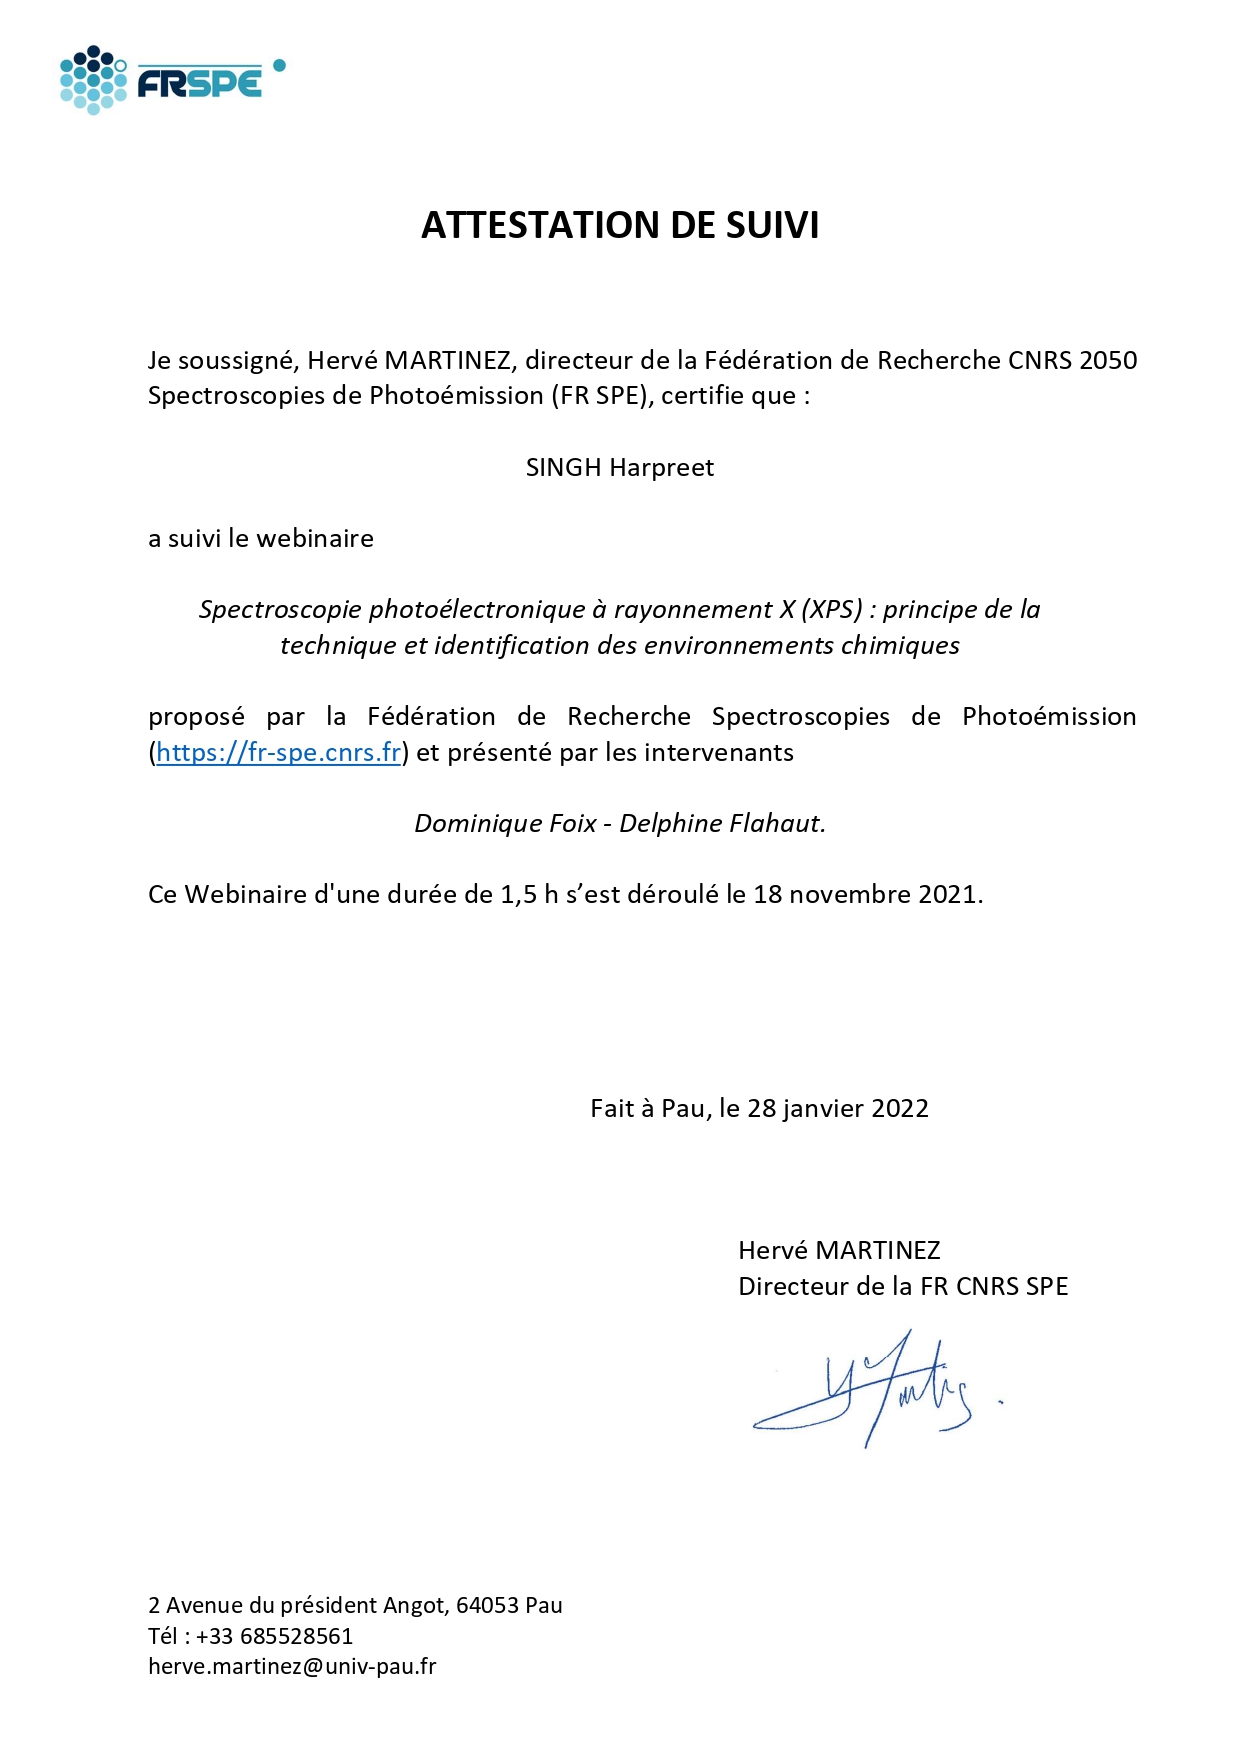 FRSPE
ATTESTATION DE SUIVI
Je soussigné, Hervé MARTINEZ, directeur de la Fédération de Recherche CNRS 2050
Spectroscopies de Photoémission (FR SPE), certifie que :
SINGH Harpreet
a suivi le webinaire
Spectroscopie photoélectronique à rayonnement X (XPS) : principe de la
technique et identification des environnements chimiques
proposé par la Fédération de Recherche Spectroscopies de Photoémission
(https://fr-spe.cnrs.fr) et présenté par les intervenants
Dominique Foix - Delphine Flahaut.
Ce Webinaire d'une durée de 1,5 h s’est déroulé le 18 novembre 2021.
Fait à Pau, le 28 janvier 2022
Hervé MARTINEZ
Directeur de la FR CNRS SPE
2 Avenue du président Angot, 64053 Pau
Tél : +33 685528561
herve.martinez@univ-pau.fr